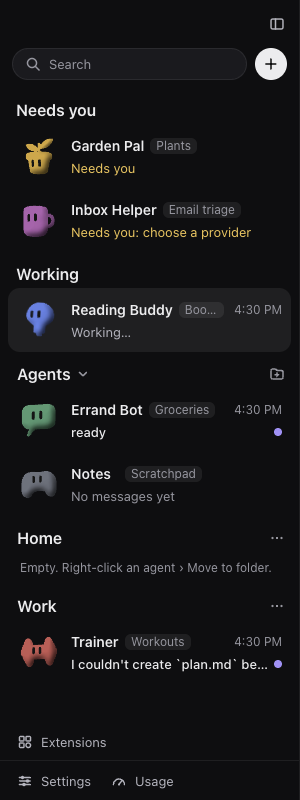 Search
Needs you
Garden Pal Plants
Needs you
Inbox Helper Email triage
Needs you: choose a provider
Working
Reading Buddy Boo... 4:30 PM
Working...
Agents
Errand Bot Groceries 4:30 PM
ready
Notes Scratchpad
No messages yet
Home
Empty. Right-click an agent › Move to folder.
Work
Trainer Workouts 4:30 PM
I couldn't create `plan.md` be...
Extensions
Settings Usage